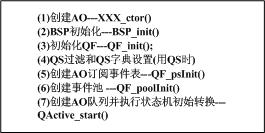 (1)创建AO---XXX_ctor()
(2)BSP初始化---BSP_init()
(3)初始化QF---QF_init();
(4)QS过滤和QS字典设置(用QS时)
(5)创建AO订阅事件表---QF_psInit()
(6)创建事件池 ---QF_poolInit()
(7)创建AO队列并执行状态机初始转换---
QActive_start()